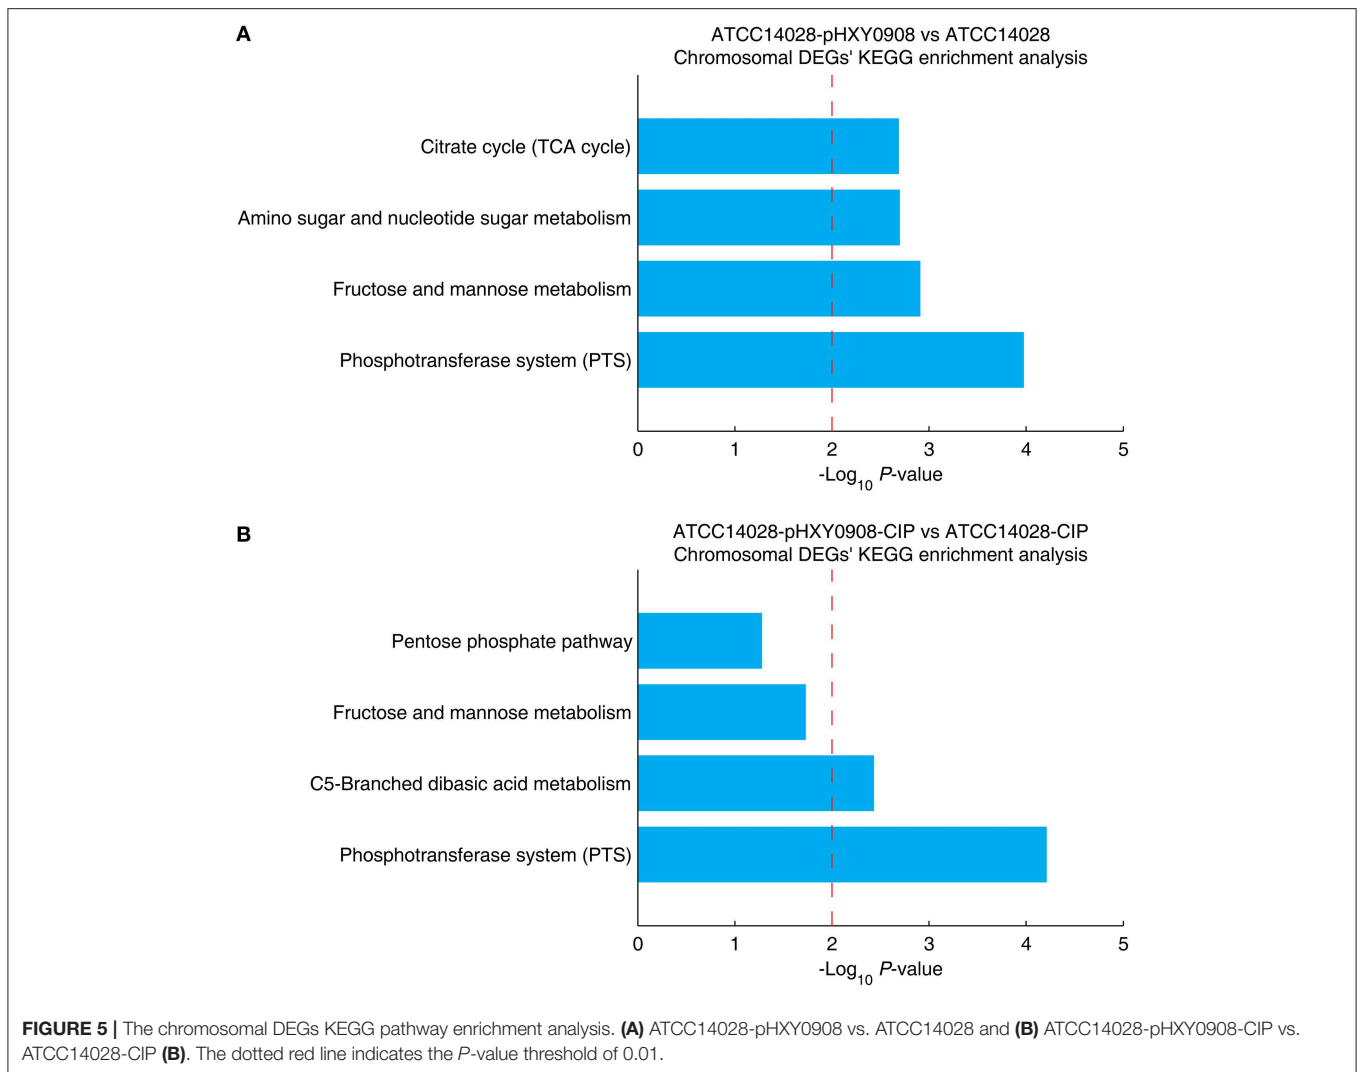 A
ATCC14028-pHXY0908 vs ATCC14028
Chromosomal DEGs' KEGG enrichment analysis
Citrate cycle (TCA cycle)
Amino sugar and nucleotide sugar metabolism
Fructose and mannose metabolism
Phosphotransferase system (PTS)
0 1 2 3 4 5
-Log10 P-value
B
ATCC14028-pHXY0908-CIP vs ATCC14028-CIP
Chromosomal DEGs' KEGG enrichment analysis
Pentose phosphate pathway
Fructose and mannose metabolism
C5-Branched dibasic acid metabolism
Phosphotransferase system (PTS)
0 1 2 3 4 5
-Log10 P-value
FIGURE 5 | The chromosomal DEGs KEGG pathway enrichment analysis. (A) ATCC14028-pHXY0908 vs. ATCC14028 and (B) ATCC14028-pHXY0908-CIP vs.
ATCC14028-CIP (B). The dotted red line indicates the P-value threshold of 0.01.